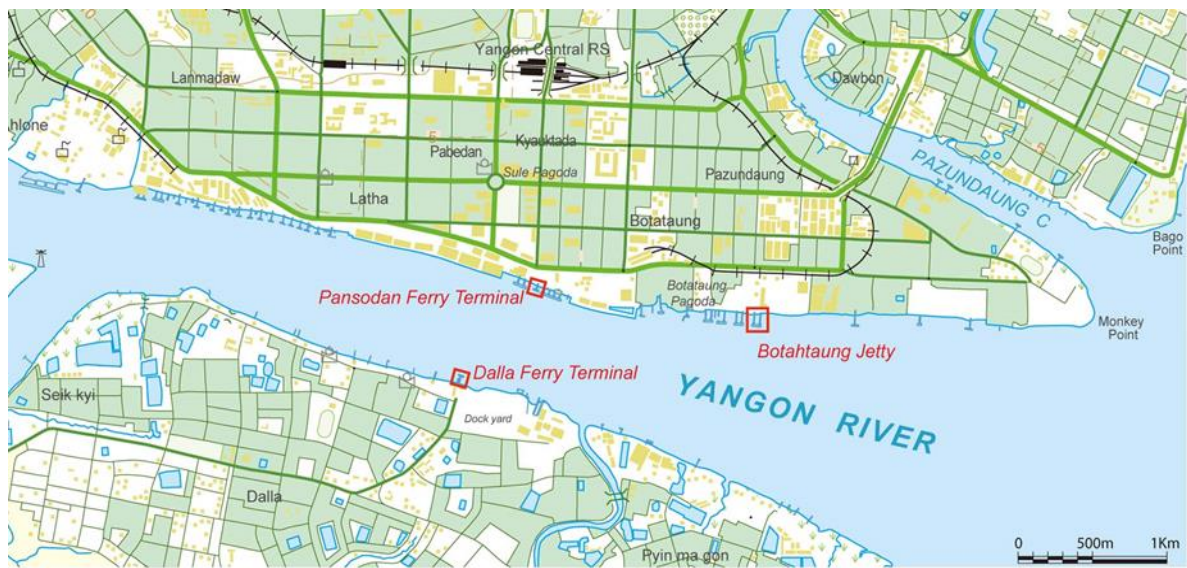 Yangon Central RS
Lanmadaw
Dawbon
hlone
Kyauktada
Pabedan
Sule Pagoda
Pazundaung
PAZUNDAUNG C
Latha
Botataung
Bago
Point
Pansodan Ferry Terminal
Botataung
Pagoda
Monkey
Point
Botahtaung Jetty
Dalla Ferry Terminal
YANGON RIVER
Seik kyi
Dock yard
Dalla
Pyin ma gon
0 500m 1Km